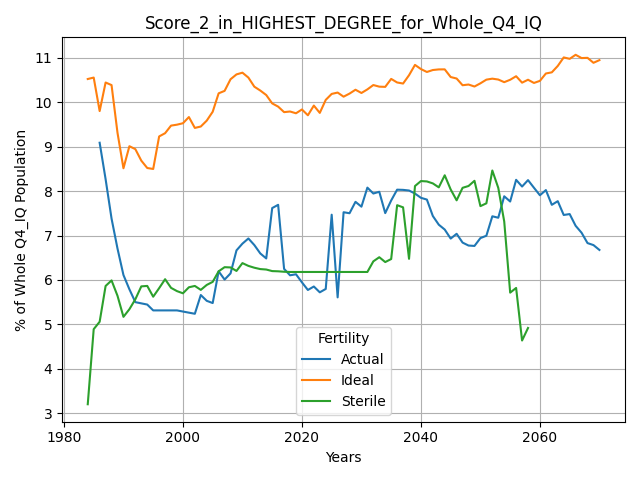 Score_2_in_HIGHEST_DEGREE_for_Whole_Q4_IQ
% of Whole Q4_IQ Population
11
10
9
8
7
6
5
4
3
Fertility
Actual
Ideal
Sterile
1980
2000
2020
2040
2060
Years